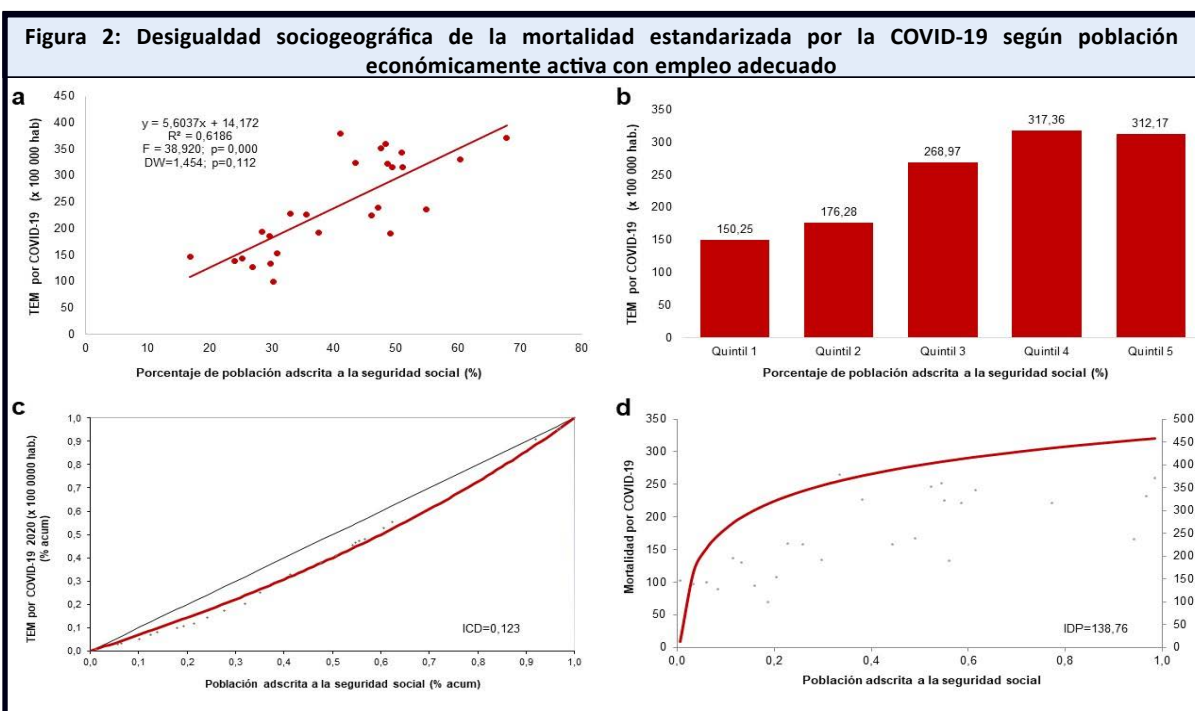 Figura 2: Desigualdad sociogeográfica de la mortalidad estandarizada por la COVID-19 según población
económicamente activa con empleo adecuado
a
TEM por COVID-19 (x 100 000 hab)
450
400
350
300
250
200
150
100
50
0
y = 5,6037x + 14,172
R² = 0,6186
F = 38,920; p= 0,000
DW=1,454; p=0,112
0 10 20 30 40 50 60 70 80
Porcentaje de población adscrita a la seguridad social (%)
b
TEM por COVID-19 (x 100 000 hab.)
350
300
250
200
150
100
50
0
150,25
176,28
268,97
317,36
312,17
Quintil 1 Quintil 2 Quintil 3 Quintil 4 Quintil 5
Porcentaje de población adscrita a la seguridad social (%)
c
TEM por COVID-19 2020 (x 100 0000 hab.)
(% acum)
1,0
0,9
0,8
0,7
0,6
0,5
0,4
0,3
0,2
0,1
0,0
ICD=0,123
0,0 0,1 0,2 0,3 0,4 0,5 0,6 0,7 0,8 0,9 1,0
Población adscrita a la seguridad social (% acum)
d
Mortalidad por COVID-19
350
300
250
200
150
100
50
0
500
450
400
350
300
250
200
150
100
50
0
IDP=138,76
0,0 0,2 0,4 0,6 0,8 1,0
Población adscrita a la seguridad social